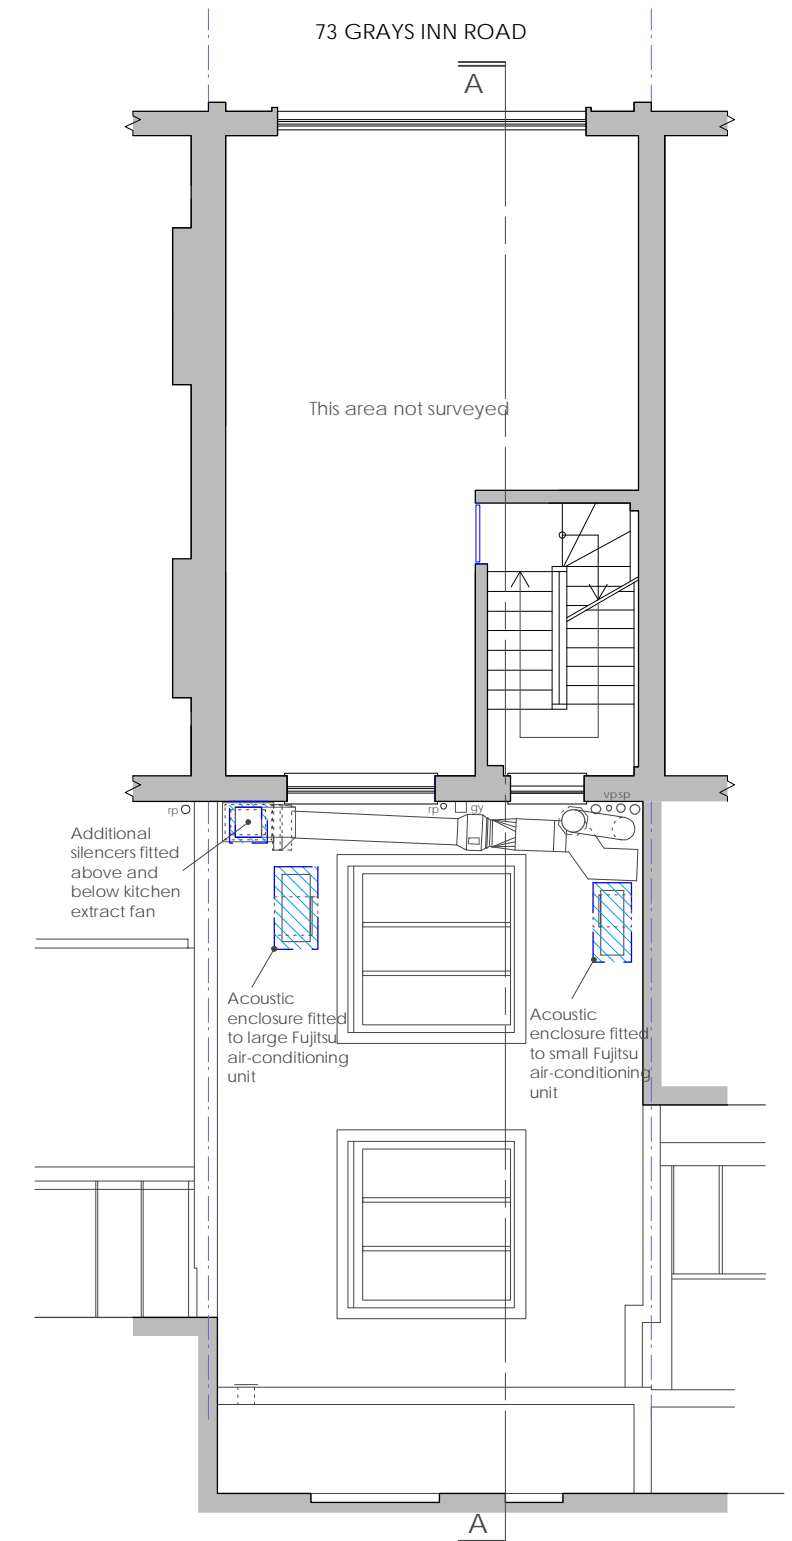 73 GRAYS INN ROAD
A
This area not surveyed
vp sp
rp
rp
gy
Additional
silencers fitted
above and
below kitchen
extract fan
Acoustic
enclosure fitted
to large Fujitsu
air-conditioning
unit
Acoustic
enclosure fitted
to small Fujitsu
air-conditioning
unit
A